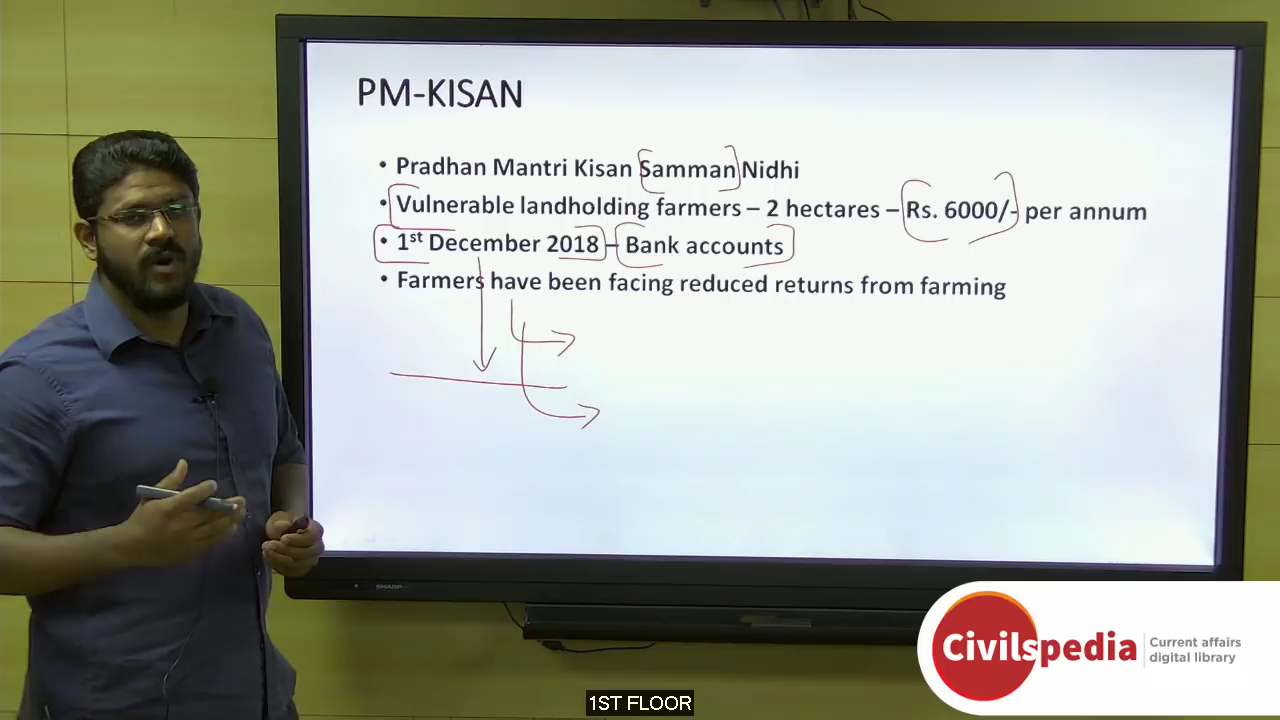 PM-KISAN
• Pradhan Mantri Kisan Samman Nidhi
• Vulnerable landholding farmers – 2 hectares – Rs. 6000/- per annum
• 1st December 2018 – Bank accounts
• Farmers have been facing reduced returns from farming
SHARP
Civilspedia
Current affairs
digital library
1ST FLOOR